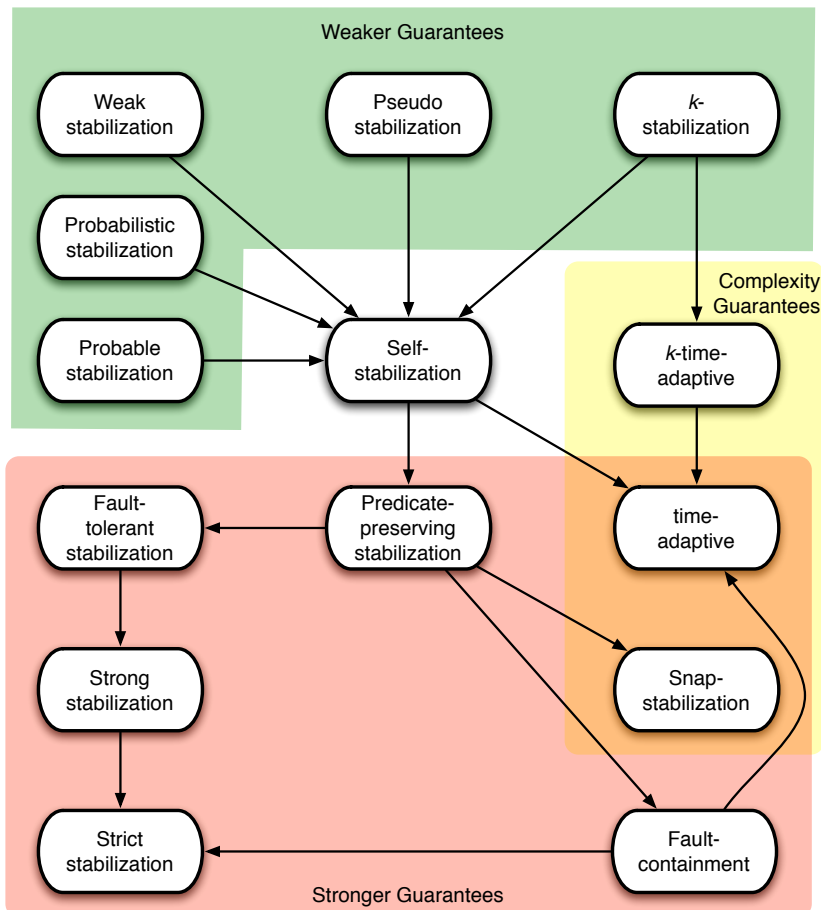 Weaker Guarantees
Weak
stabilization
Pseudo
stabilization
k-
stabilization
Probabilistic
stabilization
Complexity
Guarantees
Probable
stabilization
Self-
stabilization
k-time-
adaptive
Fault-
tolerant
stabilization
Predicate-
preserving
stabilization
time-
adaptive
Strong
stabilization
Snap-
stabilization
Strict
stabilization
Fault-
containment
Stronger Guarantees